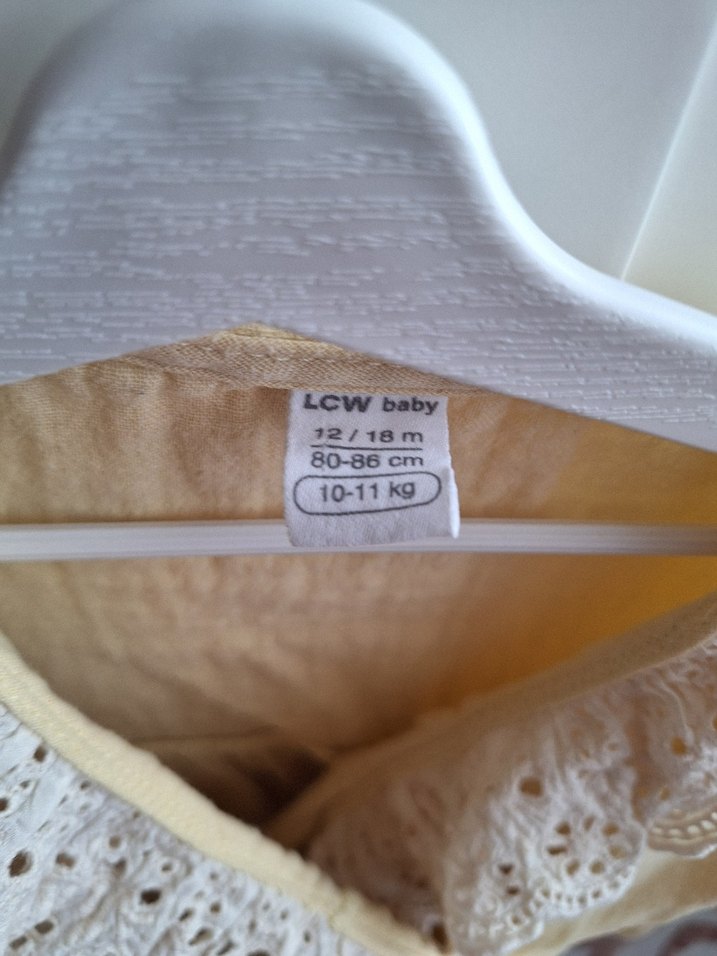 LCW baby
12 / 18 m
80-86 cm
10-11 kg